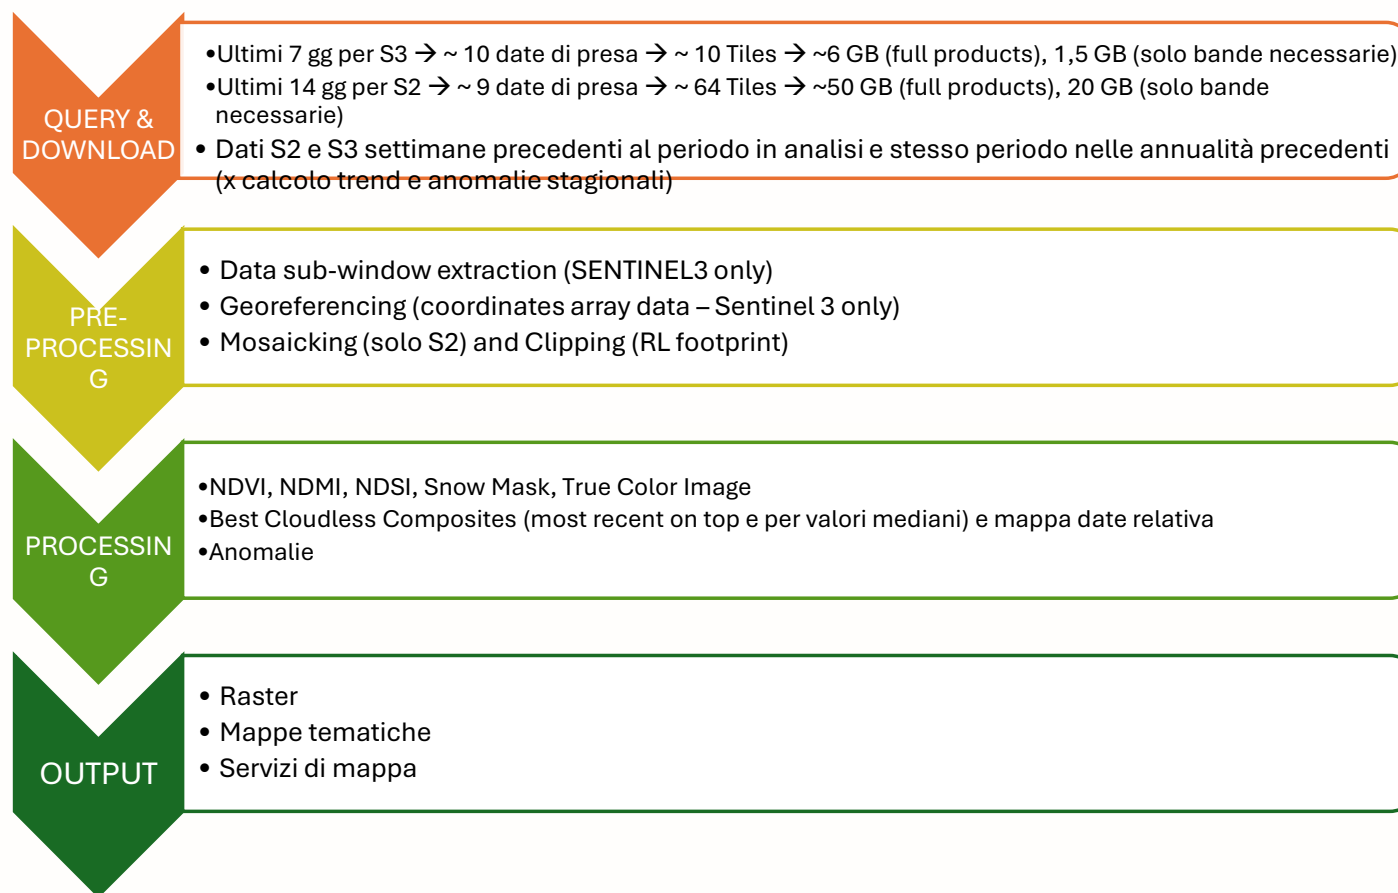 QUERY &
DOWNLOAD
•Ultimi 7 gg per S3 → ~ 10 date di presa → ~ 10 Tiles → ~6 GB (full products), 1,5 GB (solo bande necessarie)
•Ultimi 14 gg per S2 → ~ 9 date di presa → ~ 64 Tiles → ~50 GB (full products), 20 GB (solo bande
necessarie)
• Dati S2 e S3 settimane precedenti al periodo in analisi e stesso periodo nelle annualità precedenti
(x calcolo trend e anomalie stagionali)
PRE-
PROCESSIN
G
• Data sub-window extraction (SENTINEL3 only)
• Georeferencing (coordinates array data – Sentinel 3 only)
• Mosaicking (solo S2) and Clipping (RL footprint)
PROCESSIN
G
•NDVI, NDMI, NDSI, Snow Mask, True Color Image
•Best Cloudless Composites (most recent on top e per valori mediani) e mappa date relativa
•Anomalie
OUTPUT
• Raster
• Mappe tematiche
• Servizi di mappa